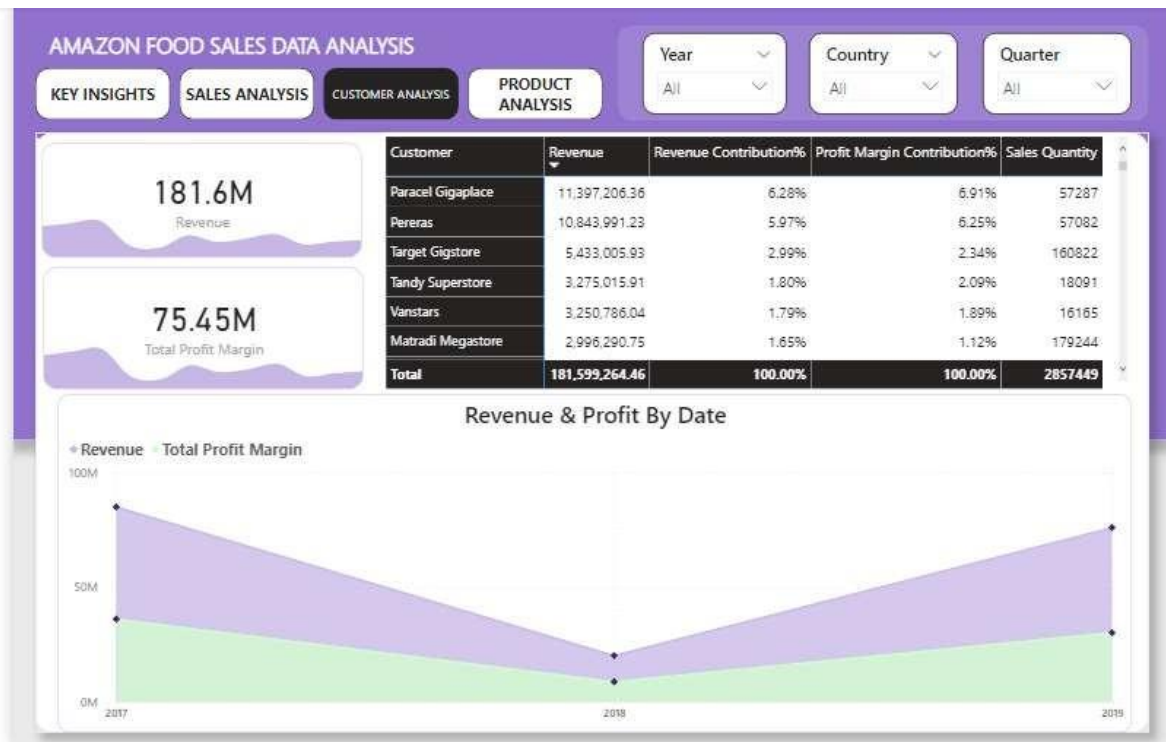 AMAZON FOOD SALES DATA ANALYSIS
KEY INSIGHTS
SALES ANALYSIS
CUSTOMER ANALYSIS
PRODUCT
ANALYSIS
Year
All
Country
All
Quarter
All
181.6M
Revenue
75.45M
Total Profit Margin
Customer Revenue Revenue Contribution% Profit Margin Contribution% Sales Quantity
Paracel Gigaplace 11,397,206.36 6.28% 6.91% 57287
Pereras 10,843,991.23 5.97% 6.25% 57082
Target Gigstore 5,433,005.93 2.99% 2.34% 160822
Tandy Superstore 3,275,015.91 1.80% 2.09% 18091
Vanstars 3,250,786.04 1.79% 1.89% 16165
Matradi Megastore 2,996,290.75 1.65% 1.12% 179244
Total 181,599,264.46 100.00% 100.00% 2857449
Revenue & Profit By Date
Revenue Total Profit Margin
100M
50M
0M
2017 2018 2019